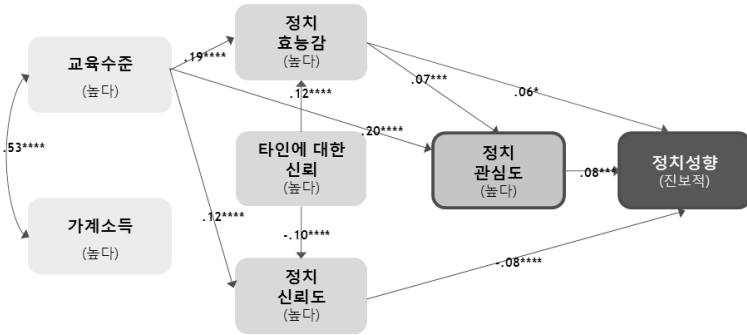 정치
효능감
(높다)
교육수준
(높다)
.19****
.07***
.06*
.12****
.20****
.53****
타인에 대한
신뢰
(높다)
정치
관심도
(높다)
.08***
정치성향
(진보적)
가계소득
(높다)
.12****
-.10****
-.08****
정치
신뢰도
(높다)